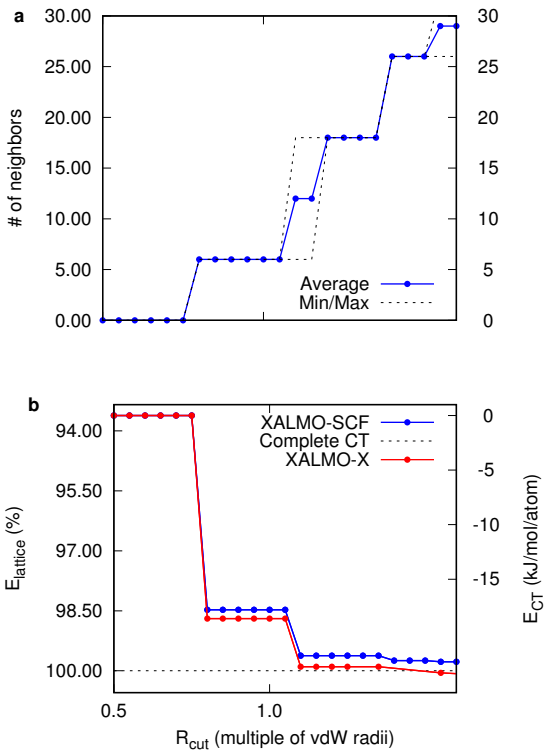 a
30.00
25.00
20.00
15.00
10.00
5.00
0.00
# of neighbors
30
25
20
15
10
5
0
Average
Min/Max
b
94.00
95.50
97.00
98.50
100.00
E_lattice (%)
XALMO-SCF
Complete CT
XALMO-X
0
-5
-10
-15
E_CT (kJ/mol/atom)
0.5
1.0
R_cut (multiple of vdW radii)